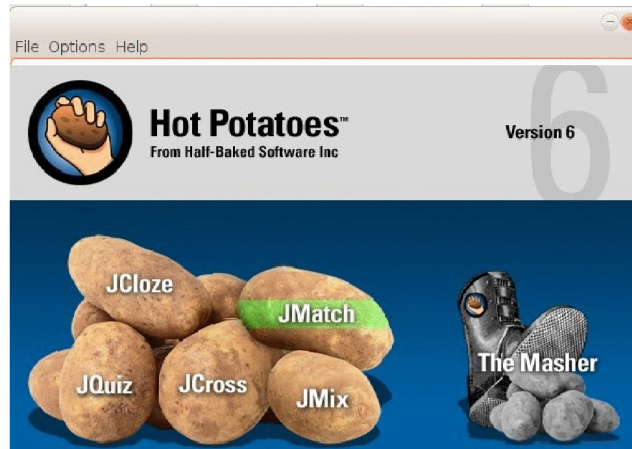 File Options Help
6
Hot Potatoes™
From Half-Baked Software Inc
Version 6
JCloze
JMatch
The Masher
JQuiz
JCross
JMix